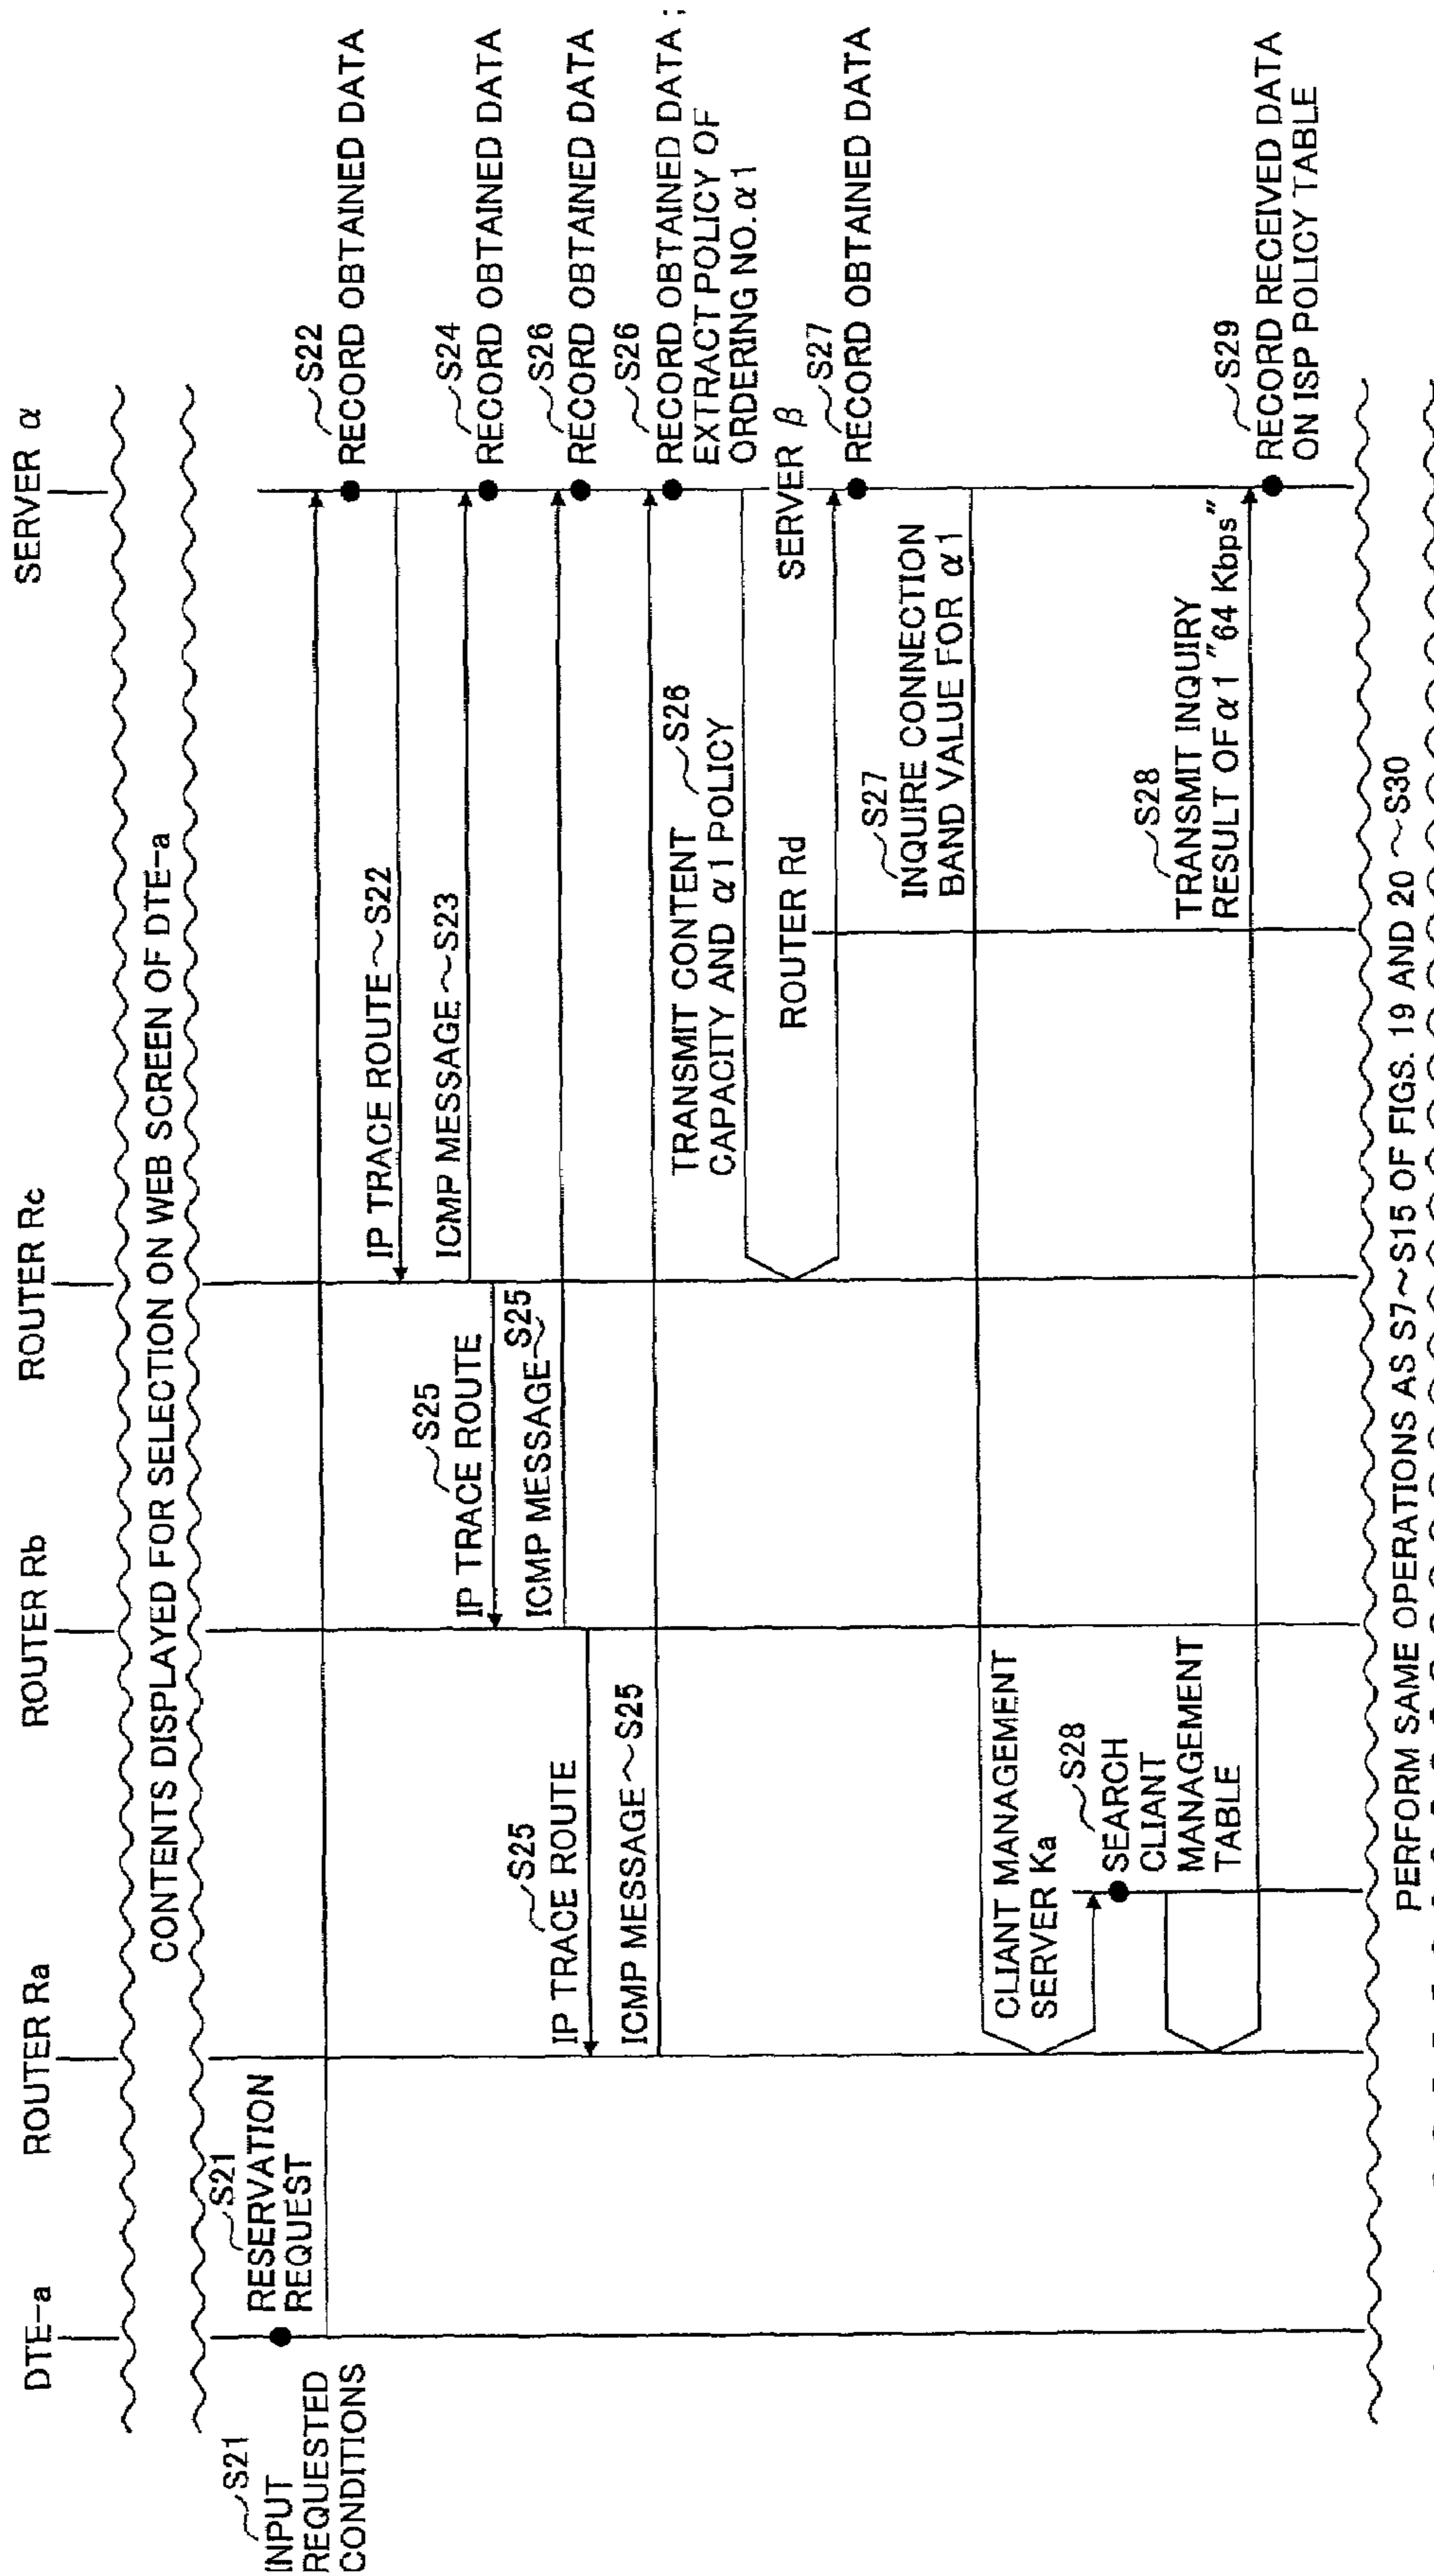 DTE-a
ROUTER Ra
ROUTER Rb
ROUTER Rc
SERVER α
CONTENTS DISPLAYED FOR SELECTION ON WEB SCREEN OF DTE-a
S21
INPUT
REQUESTED
CONDITIONS
S21
RESERVATION
REQUEST
S22
RECORD OBTAINED DATA
IP TRACE ROUTE～S22
ICMP MESSAGE～S23
S24
RECORD OBTAINED DATA
S25
IP TRACE ROUTE
ICMP MESSAGE～S25
S26
RECORD OBTAINED DATA
S25
IP TRACE ROUTE
ICMP MESSAGE～S25
S26
RECORD OBTAINED DATA ;
EXTRACT POLICY OF
ORDERING NO.α1
TRANSMIT CONTENT
CAPACITY AND α1 POLICY
S26
ROUTER Rd
SERVER β
S27
RECORD OBTAINED DATA
S27
INQUIRE CONNECTION
BAND VALUE FOR α1
CLIANT MANAGEMENT
SERVER Ka
S28
SEARCH
CLIANT
MANAGEMENT
TABLE
S28
TRANSMIT INQUIRY
RESULT OF α1 "64 Kbps"
S29
RECORD RECEIVED DATA
ON ISP POLICY TABLE
PERFORM SAME OPERATIONS AS S7～S15 OF FIGS. 19 AND 20 ～S30